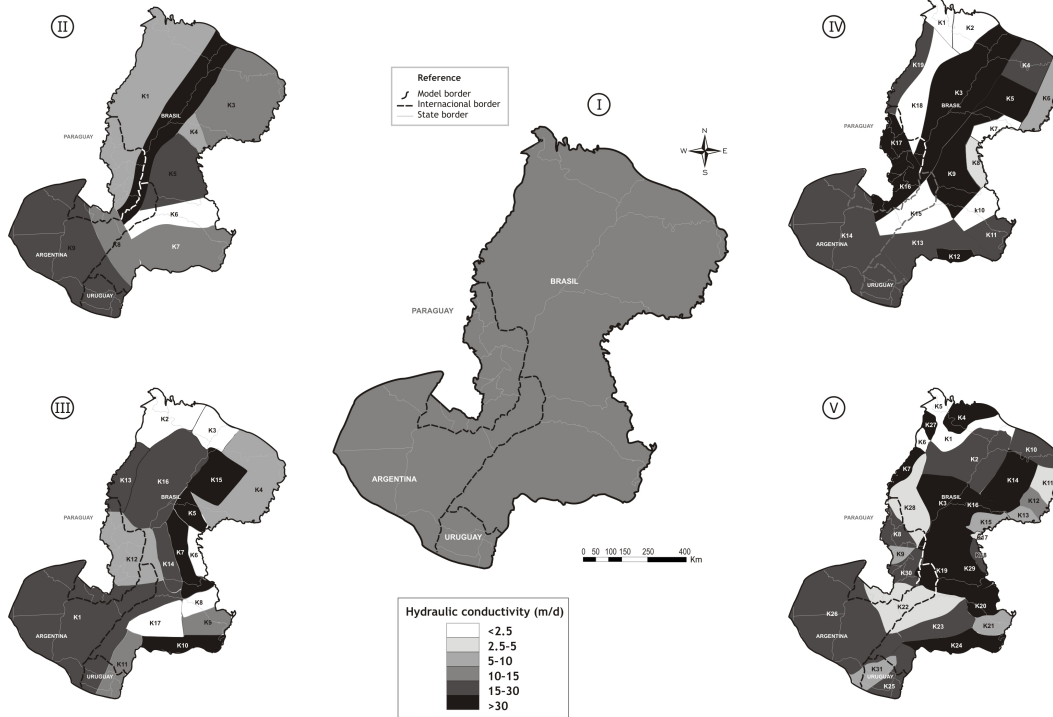 II
K1
K3
BRASIL
K4
PARAGUAY
K5
K6
K8
K7
K9
ARGENTINA
URUGUAY
Reference
Model border
Internacional border
State border
I
N
W E
S
BRASIL
PARAGUAY
ARGENTINA
URUGUAY
0 50 100 150 250 400
Km
IV
K1
K2
K19
K4
K3
BRASIL
K5
K6
K18
K7
PARAGUAY
K17
K8
K9
K16
K15
k10
K14
K13
K11
ARGENTINA
K12
URUGUAY
III
K2
K3
K13
K16
K15
BRASIL
K4
K5
PARAGUAY
K7
K6
K12
K14
K8
K1
K17
K5
ARGENTINA
K10
K11
URUGUAY
Hydraulic conductivity (m/d)
<2.5
2.5-5
5-10
10-15
15-30
>30
V
K5
K4
K27
K1
K6
K10
K2
K7
K14
K11
BRASIL
K3
K12
K16
K28
K13
PARAGUAY
K15
K8
K9
K30
K19
K29
K22
K20
K26
K23
K21
ARGENTINA
K24
K31
URUGUAY
K25